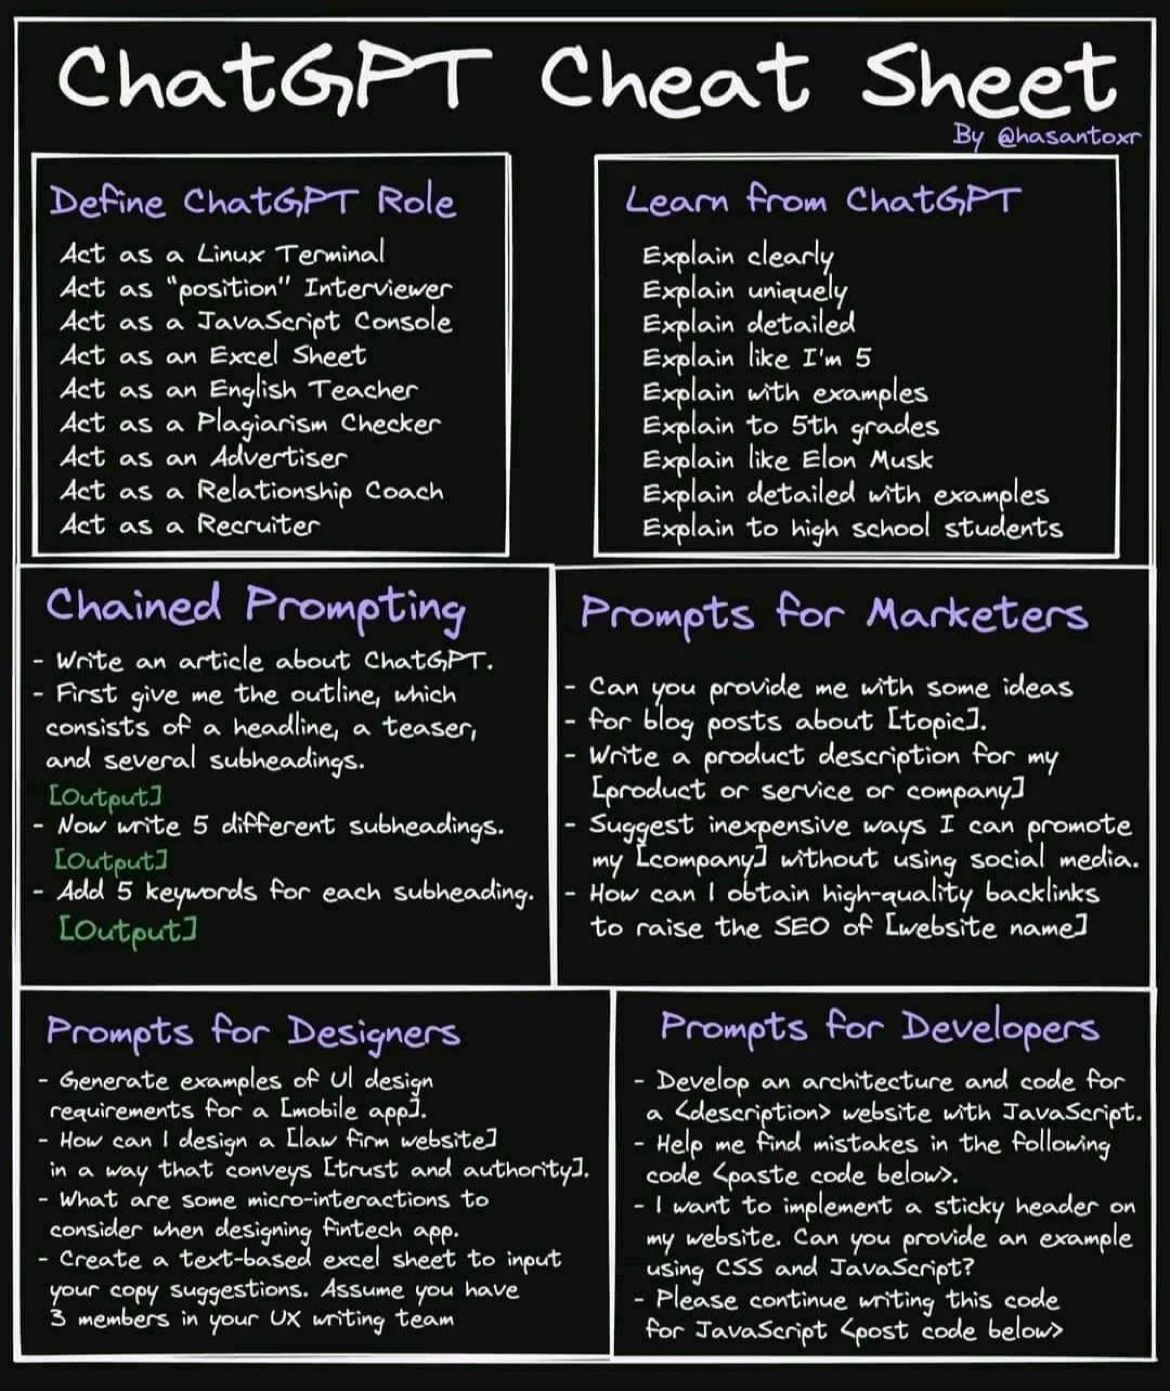 ChatGPT Cheat Sheet
By @hasantoxr
Define ChatGPT Role
Act as a Linux Terminal
Act as "position" Interviewer
Act as a JavaScript Console
Act as an Excel Sheet
Act as an English Teacher
Act as a Plagiarism Checker
Act as an Advertiser
Act as a Relationship Coach
Act as a Recruiter
Learn from ChatGPT
Explain clearly
Explain uniquely
Explain detailed
Explain like I'm 5
Explain with examples
Explain to 5th grades
Explain like Elon Musk
Explain detailed with examples
Explain to high school students
Chained Prompting
- Write an article about ChatGPT.
- First give me the outline, which
consists of a headline, a teaser,
and several subheadings.
[Output]
- Now write 5 different subheadings.
[Output]
- Add 5 keywords for each subheading.
[Output]
Prompts for Marketers
- Can you provide me with some ideas
- for blog posts about [topic].
- Write a product description for my
[product or service or company]
- Suggest inexpensive ways I can promote
my [company] without using social media.
- How can I obtain high-quality backlinks
to raise the SEO of [website name]
Prompts for Designers
- Generate examples of UI design
requirements for a [mobile app].
- How can I design a [law firm website]
in a way that conveys [trust and authority].
- What are some micro-interactions to
consider when designing fintech app.
- Create a text-based excel sheet to input
your copy suggestions. Assume you have
3 members in your UX writing team
Prompts for Developers
- Develop an architecture and code for
a <description> website with JavaScript.
- Help me find mistakes in the following
code <paste code below>.
- I want to implement a sticky header on
my website. Can you provide an example
using CSS and JavaScript?
- Please continue writing this code
for JavaScript <post code below>